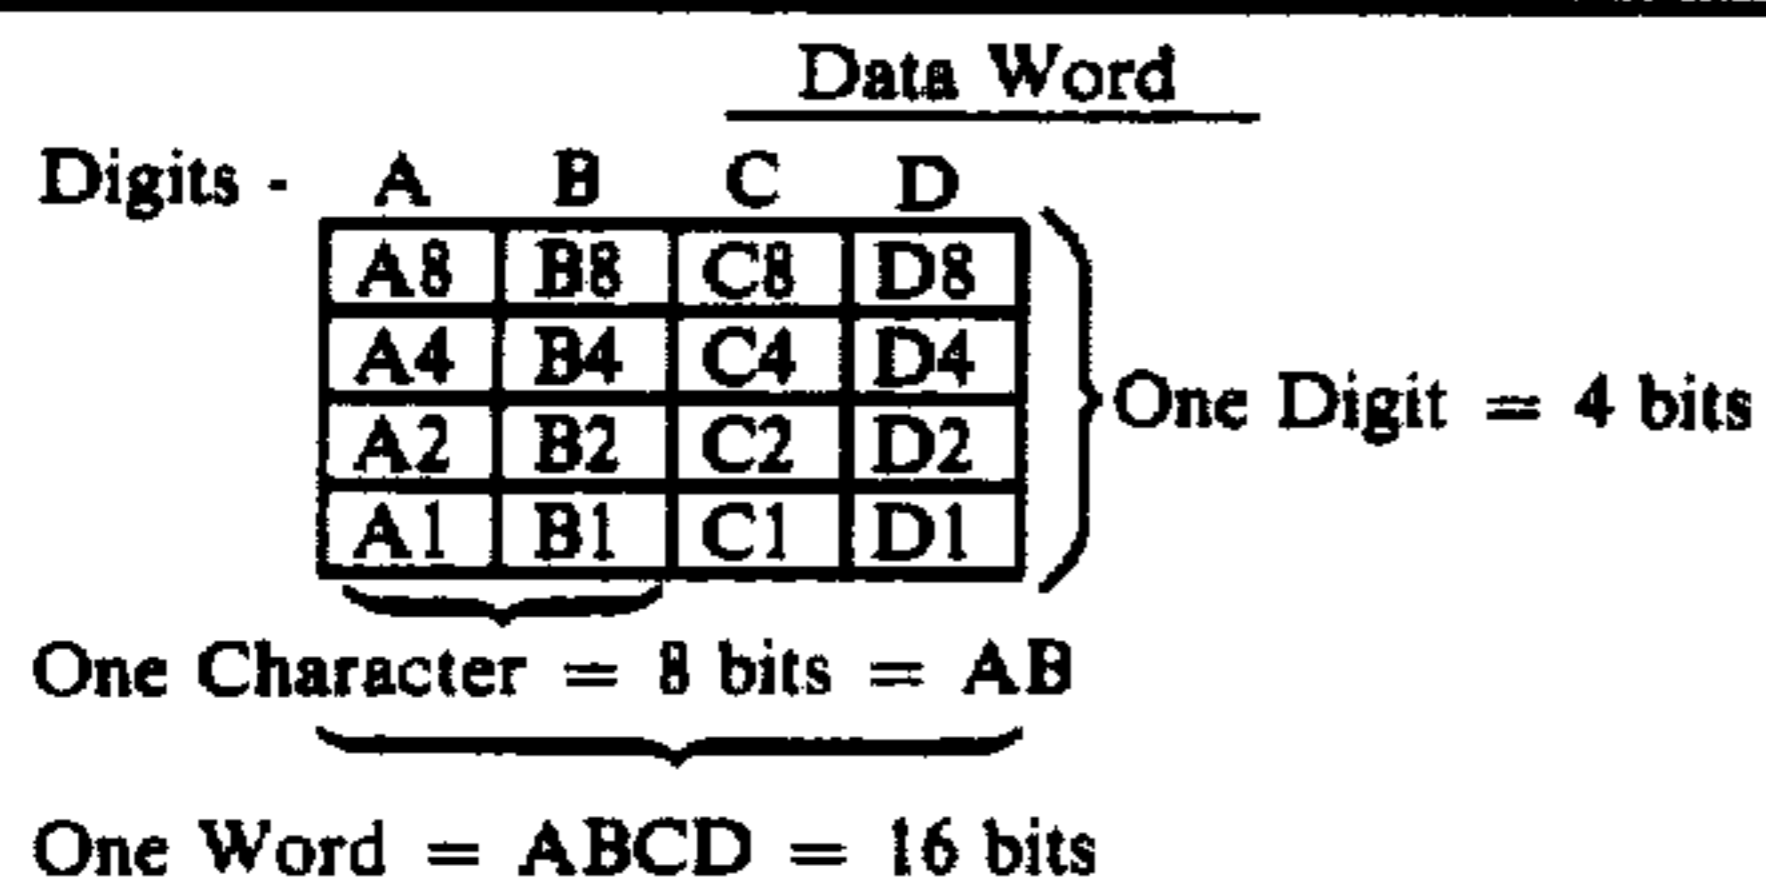 Data Word
Digits - A B C D
A8 B8 C8 D8
A4 B4 C4 D4
One Digit = 4 bits
A2 B2 C2 D2
A1 B1 C1 D1
One Character = 8 bits = AB
One Word = ABCD = 16 bits